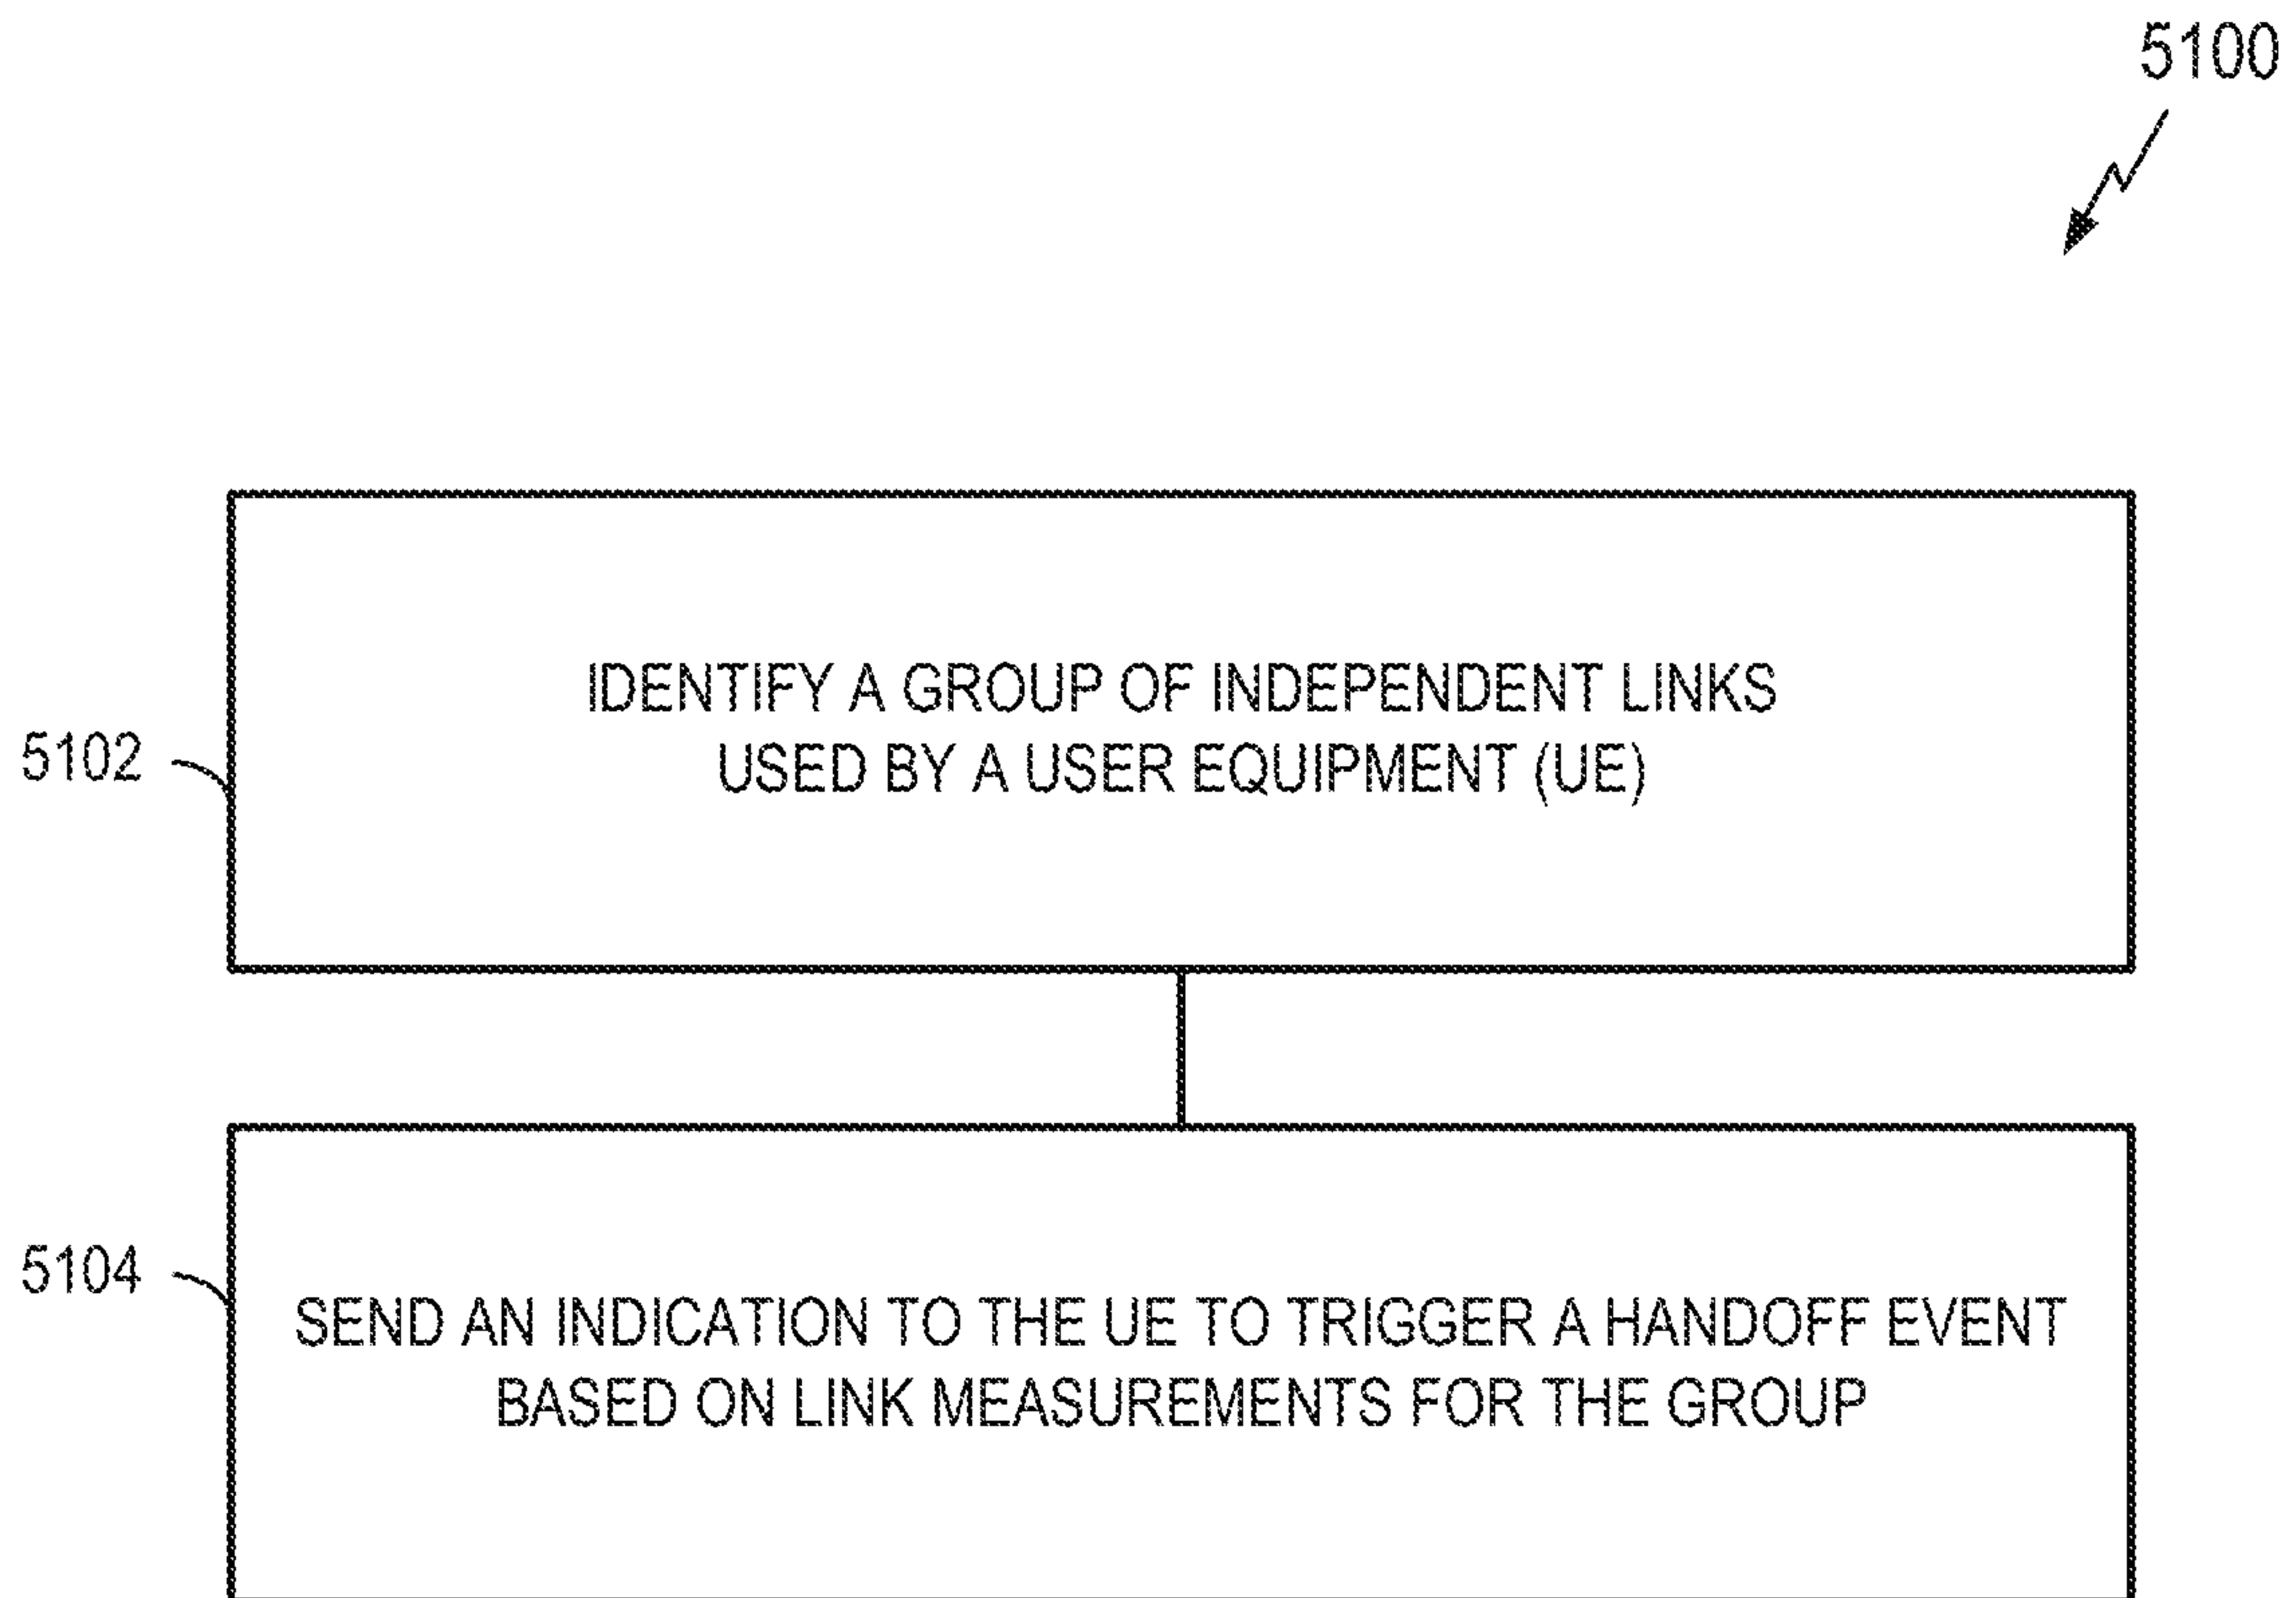 5100
5102
IDENTIFY A GROUP OF INDEPENDENT LINKS
USED BY A USER EQUIPMENT (UE)
5104
SEND AN INDICATION TO THE UE TO TRIGGER A HANDOFF EVENT
BASED ON LINK MEASUREMENTS FOR THE GROUP